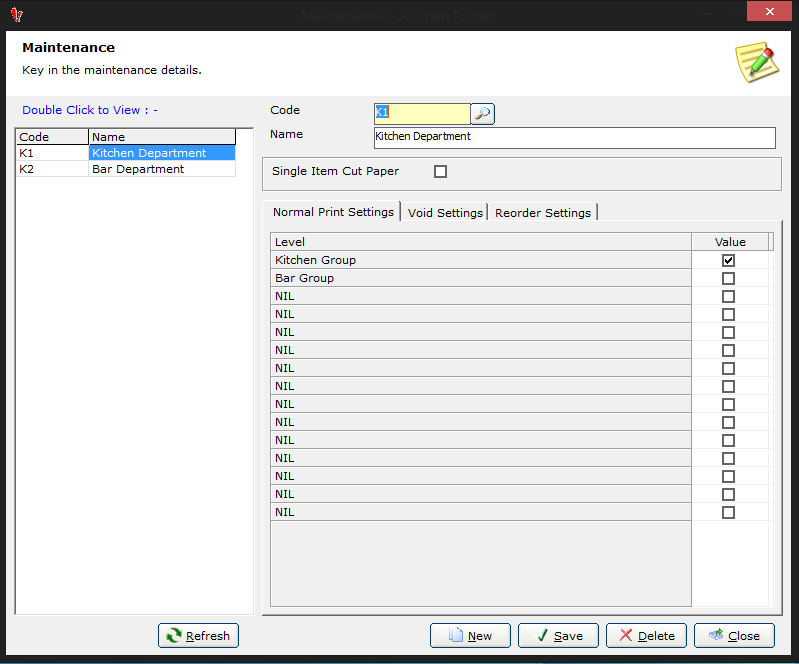 Maintenance - Kitchen Printer
Maintenance
Key in the maintenance details.
Double Click to View : -
Code Name
K1 Kitchen Department
K2 Bar Department
Code K1
Name Kitchen Department
Single Item Cut Paper
Normal Print Settings Void Settings Reorder Settings
Level Value
Kitchen Group
Bar Group
NIL
NIL
NIL
NIL
NIL
NIL
NIL
NIL
NIL
NIL
NIL
NIL
NIL
Refresh New Save Delete Close